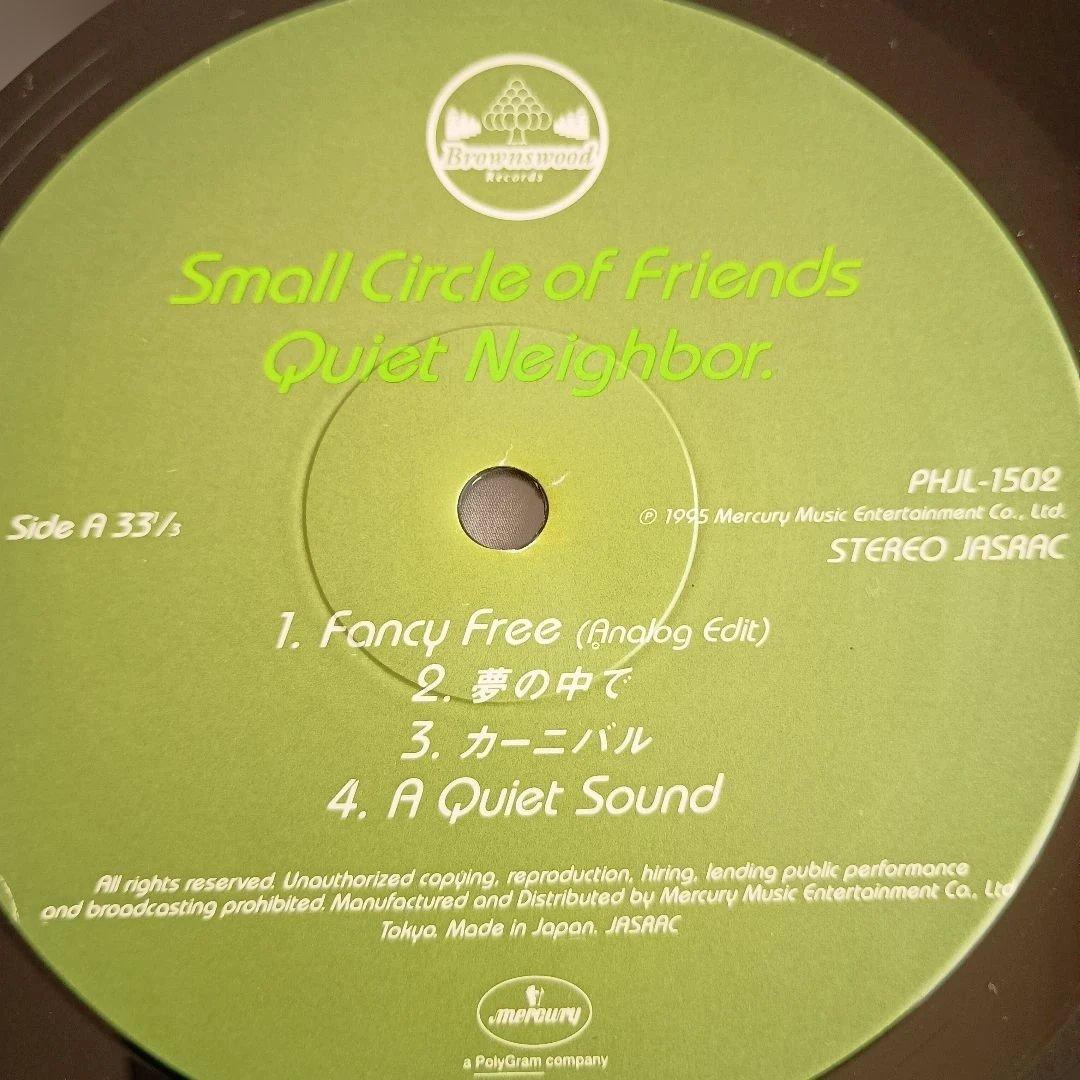 Brownswood
Records
Small Circle of Friends
Quiet Neighbor.
PHJL-1502
Side A 33⅓
℗ 1995 Mercury Music Entertainment Co., Ltd.
STEREO JASRAC
1. Fancy Free (Analog Edit)
2. 夢の中で
3. カーニバル
4. A Quiet Sound
All rights reserved. Unauthorized copying, reproduction, hiring, lending public performance
and broadcasting prohibited. Manufactured and Distributed by Mercury Music Entertainment Co., Ltd
Tokyo. Made in Japan. JASRAC
mercury
a PolyGram company